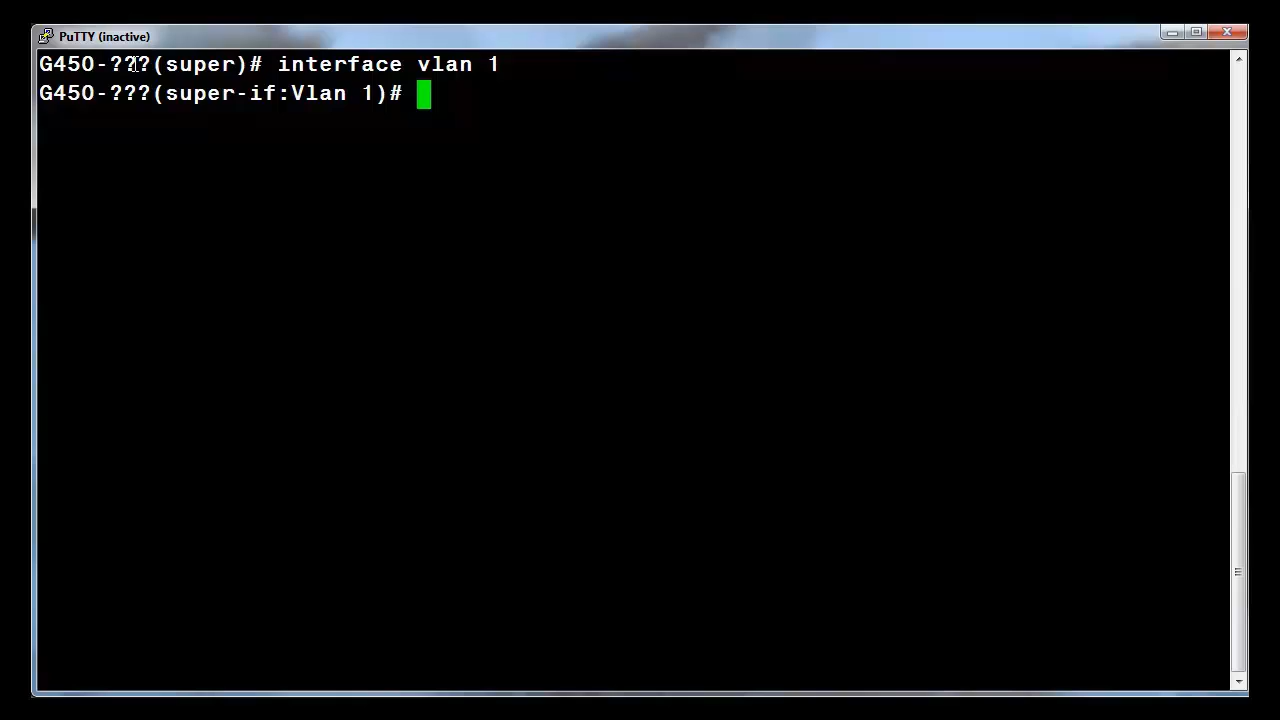 PuTTY (inactive)
G450-???(super)# interface vlan 1
G450-???(super-if:Vlan 1)#